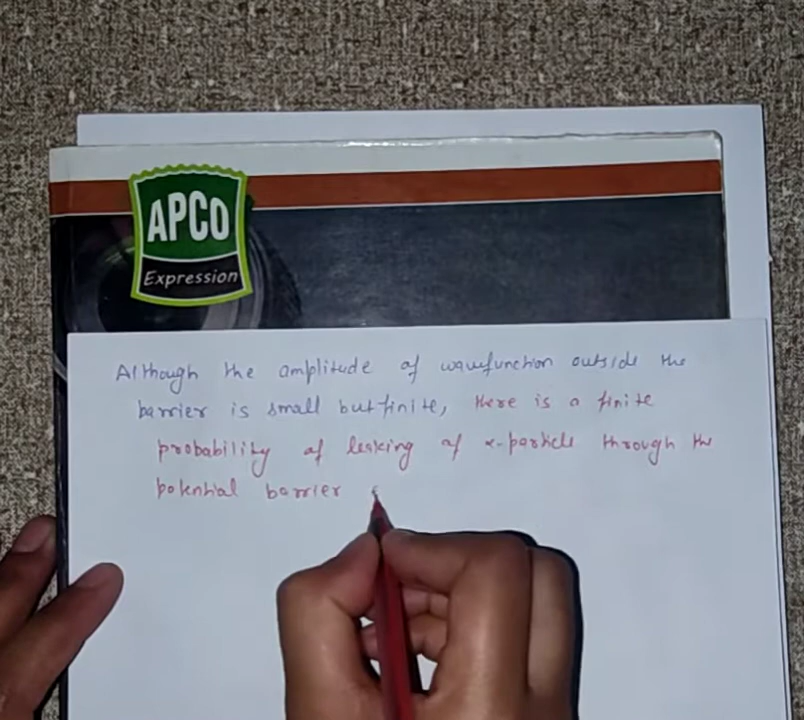 APCO
Expression
Although the amplitude of wavefunction outside the
barrier is small but finite, there is a finite
probability of leaking of α-particle through the
potential barrier